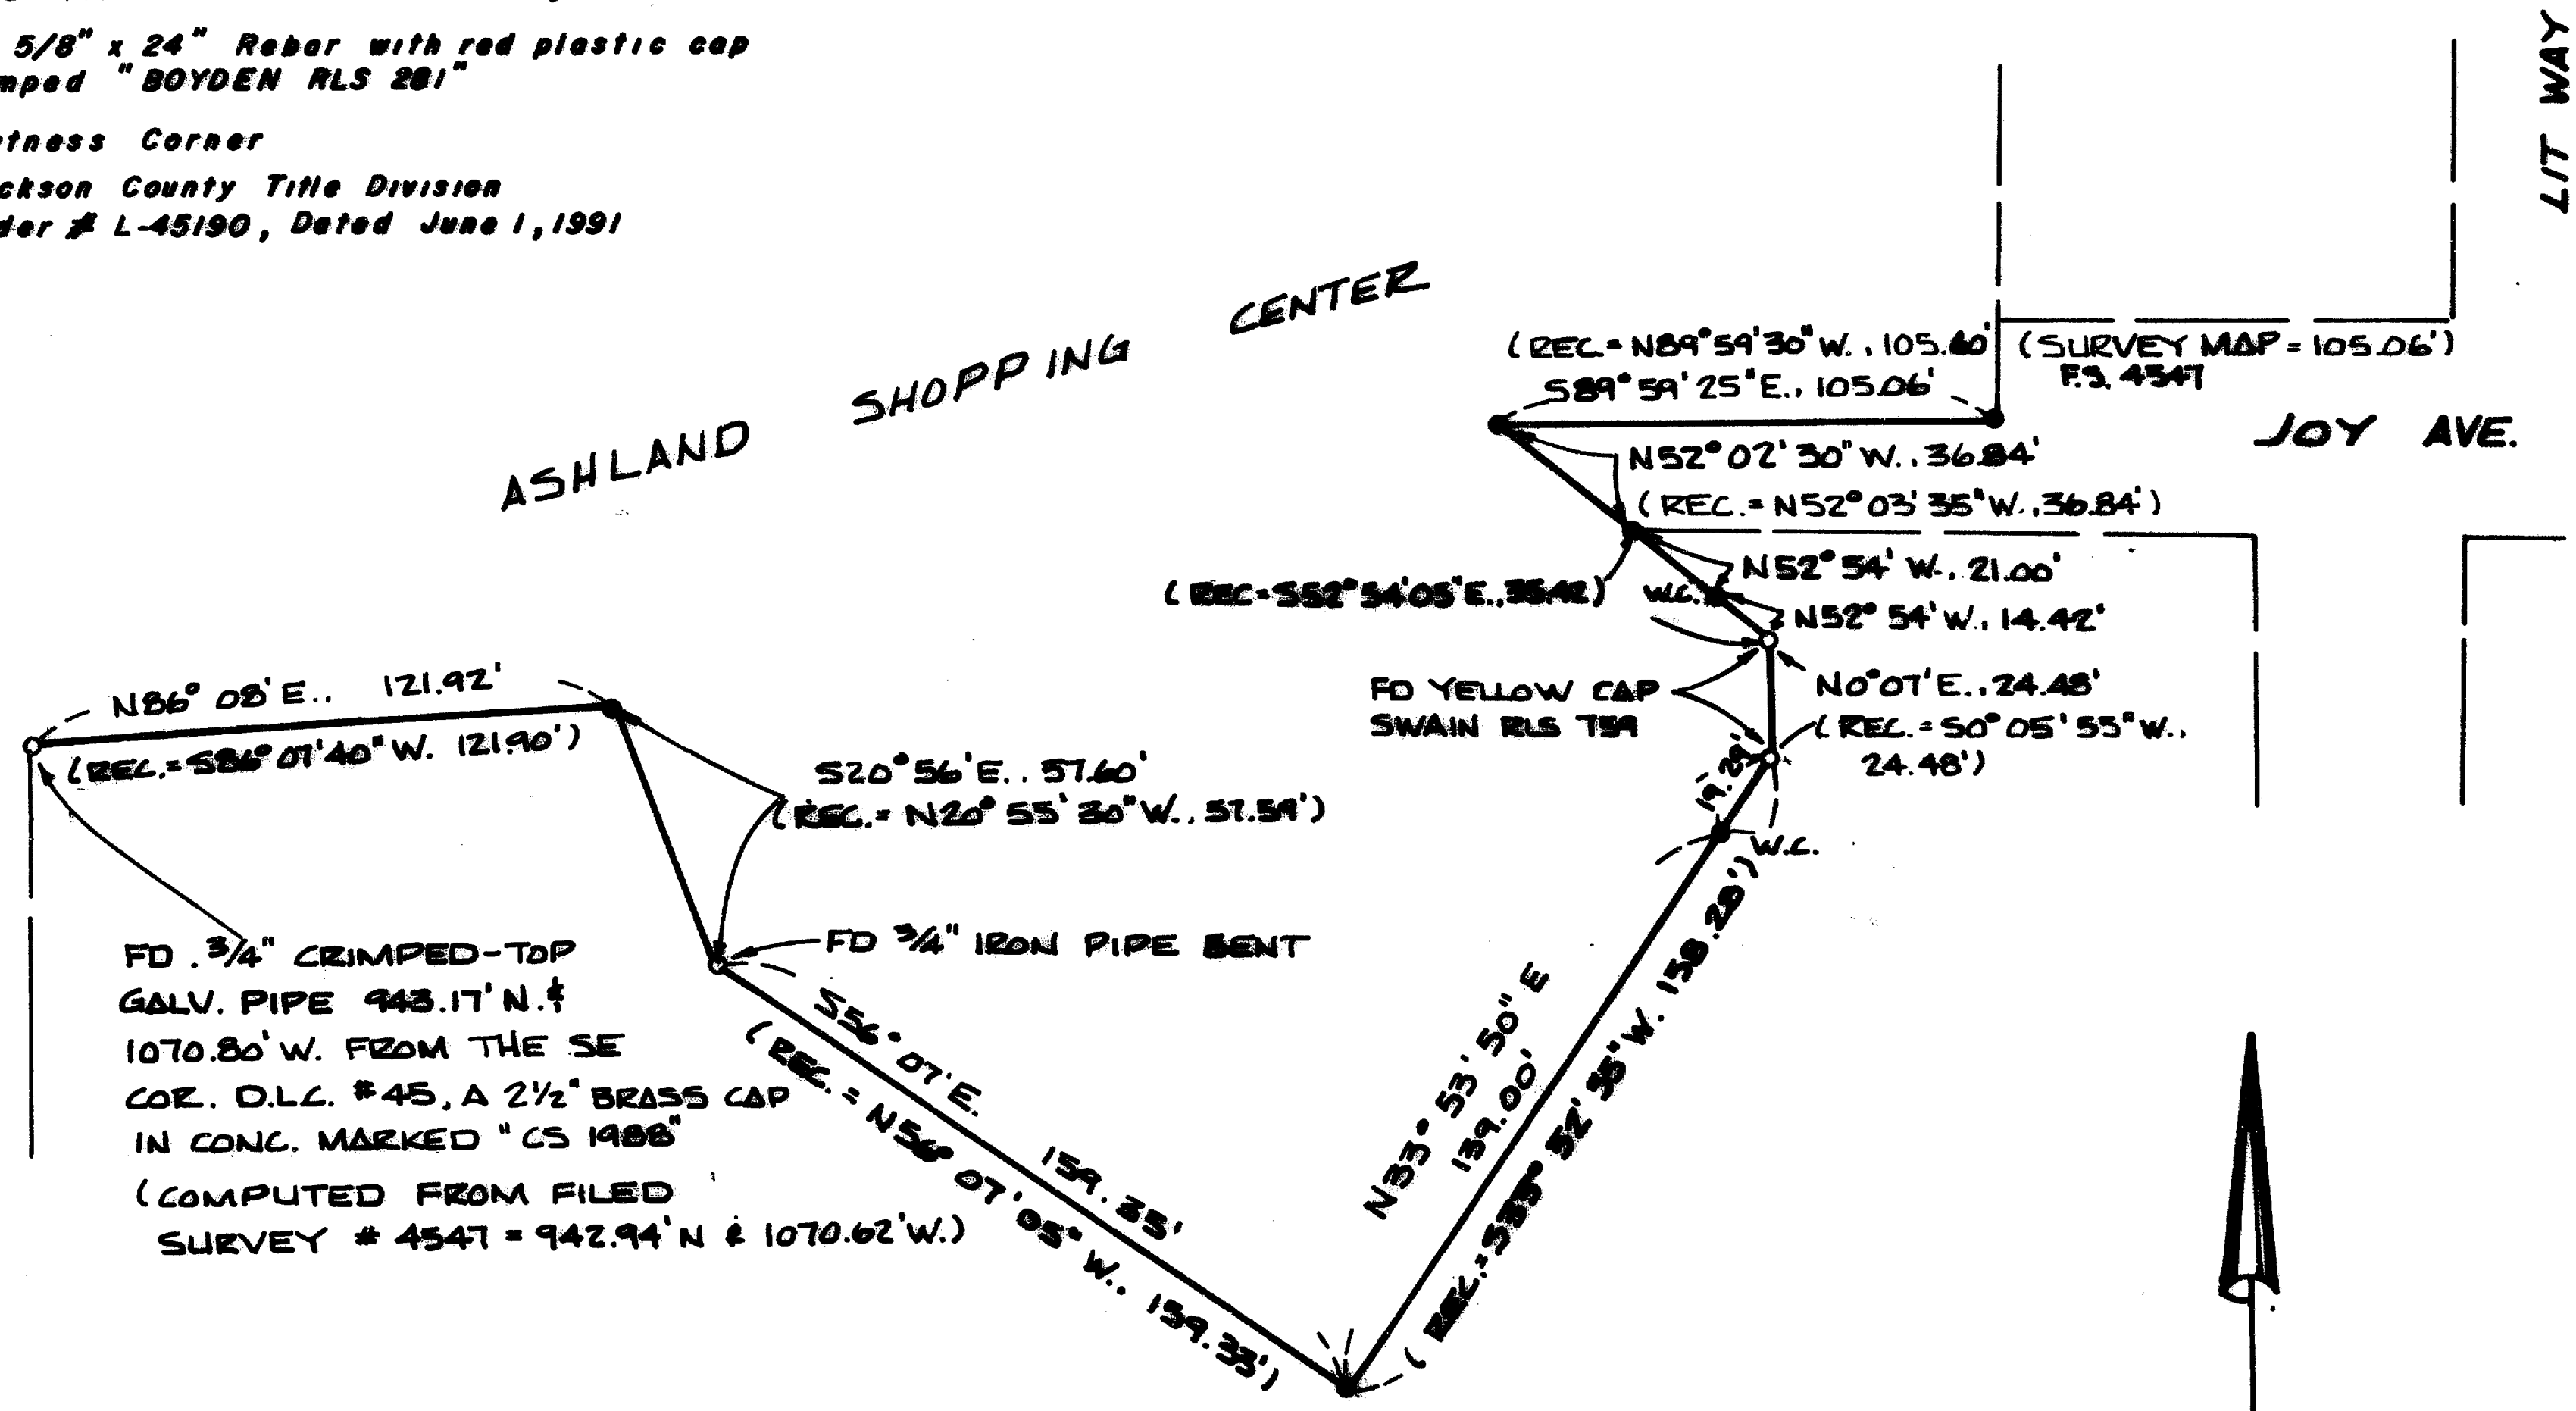 5/8" x 24" Rebar with red plastic cap
mped "BOYDEN RLS 281"
tness Corner
ckson County Title Division
der # L-45190, Dated June 1, 1991
LIT WAY
ASHLAND SHOPPING CENTER
(REC.= N89°59'30"W., 105.60'
(SURVEY MAP = 105.06')
F.S. 4547
S89°59'25"E., 105.06'
JOY AVE.
N52°02'30"W., 36.84'
(REC.= N52°03'35"W., 36.84')
N52°54'W., 21.00'
(REC=S52°54'05"E., 35.42)
W.C.
N52°54'W., 14.42'
FD YELLOW CAP
SWAIN RLS 759
N0°07'E., 24.48'
(REC.= S0°05'55"W.,
24.48')
N86°08'E., 121.92'
(REC.= S86°07'40"W. 121.90')
S20°56'E., 57.60'
(REC.= N20°55'30"W., 57.59')
19.29'
W.C.
FD 3/4" IRON PIPE BENT
FD. 3/4" CRIMPED-TOP
GALV. PIPE 943.17'N. &
1070.80'W. FROM THE SE
COR. D.L.C. #45, A 2½" BRASS CAP
IN CONC. MARKED "CS 1988"
(COMPUTED FROM FILED
SURVEY # 4547 = 942.94'N & 1070.62'W.)
S56°07'E. 159.35'
(REC. = N56°07'05"W., 159.33')
N33°53'50"E
139.00'
(REC.= S33°52'35"W. 158.28')